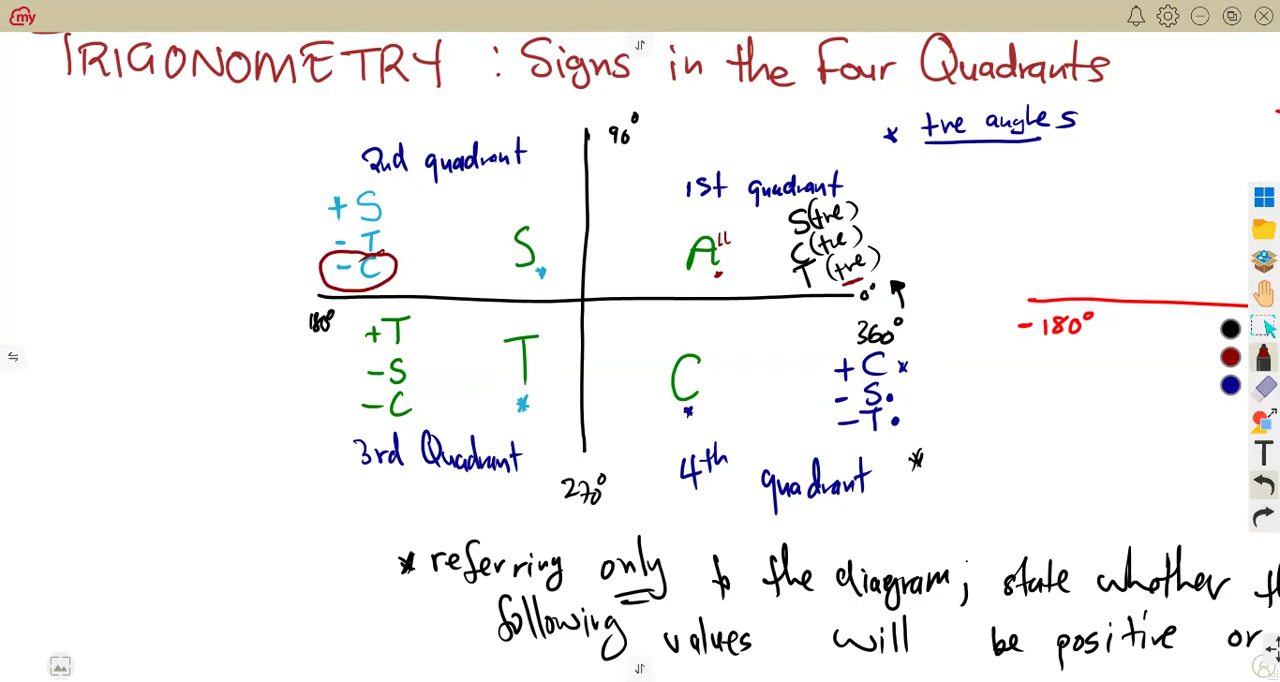 my
TRIGONOMETRY : Signs in the Four Quadrants
90°
* +ve angles
2nd quadrant
1st quadrant
+ S
- T
- C
S
A"
S (+ve)
C (+ve)
T (+ve)
0°
180°
360°
- 180°
+ T
- S
- C
T
C
+ C *
- S
- T
3rd Quadrant
4th quadrant *
270°
* referring only to the diagram; state whether th
following values will be positive or
T